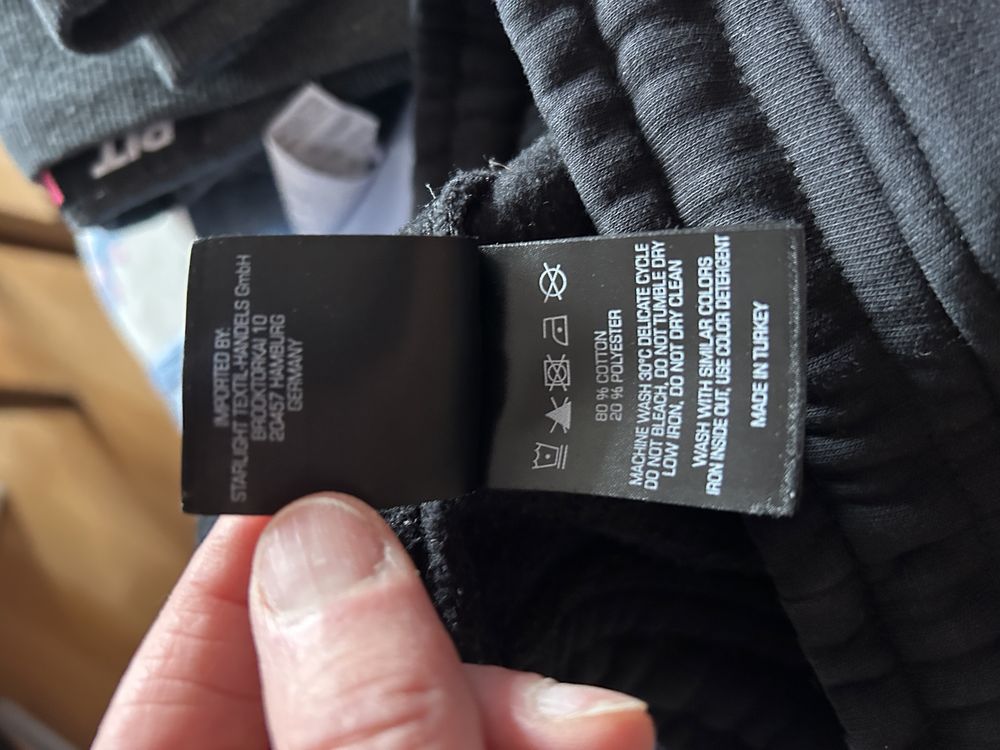 IMPORTED BY:
STARLIGHT TEXTIL-HANDELS GmbH
BROOKTORKAI 10
20457 HAMBURG
GERMANY
80 % COTTON
20 % POLYESTER
MACHINE WASH 30°C DELICATE CYCLE
DO NOT BLEACH, DO NOT TUMBLE DRY
LOW IRON, DO NOT DRY CLEAN
WASH WITH SIMILAR COLORS
IRON INSIDE OUT, USE COLOR DETERGENT
MADE IN TURKEY